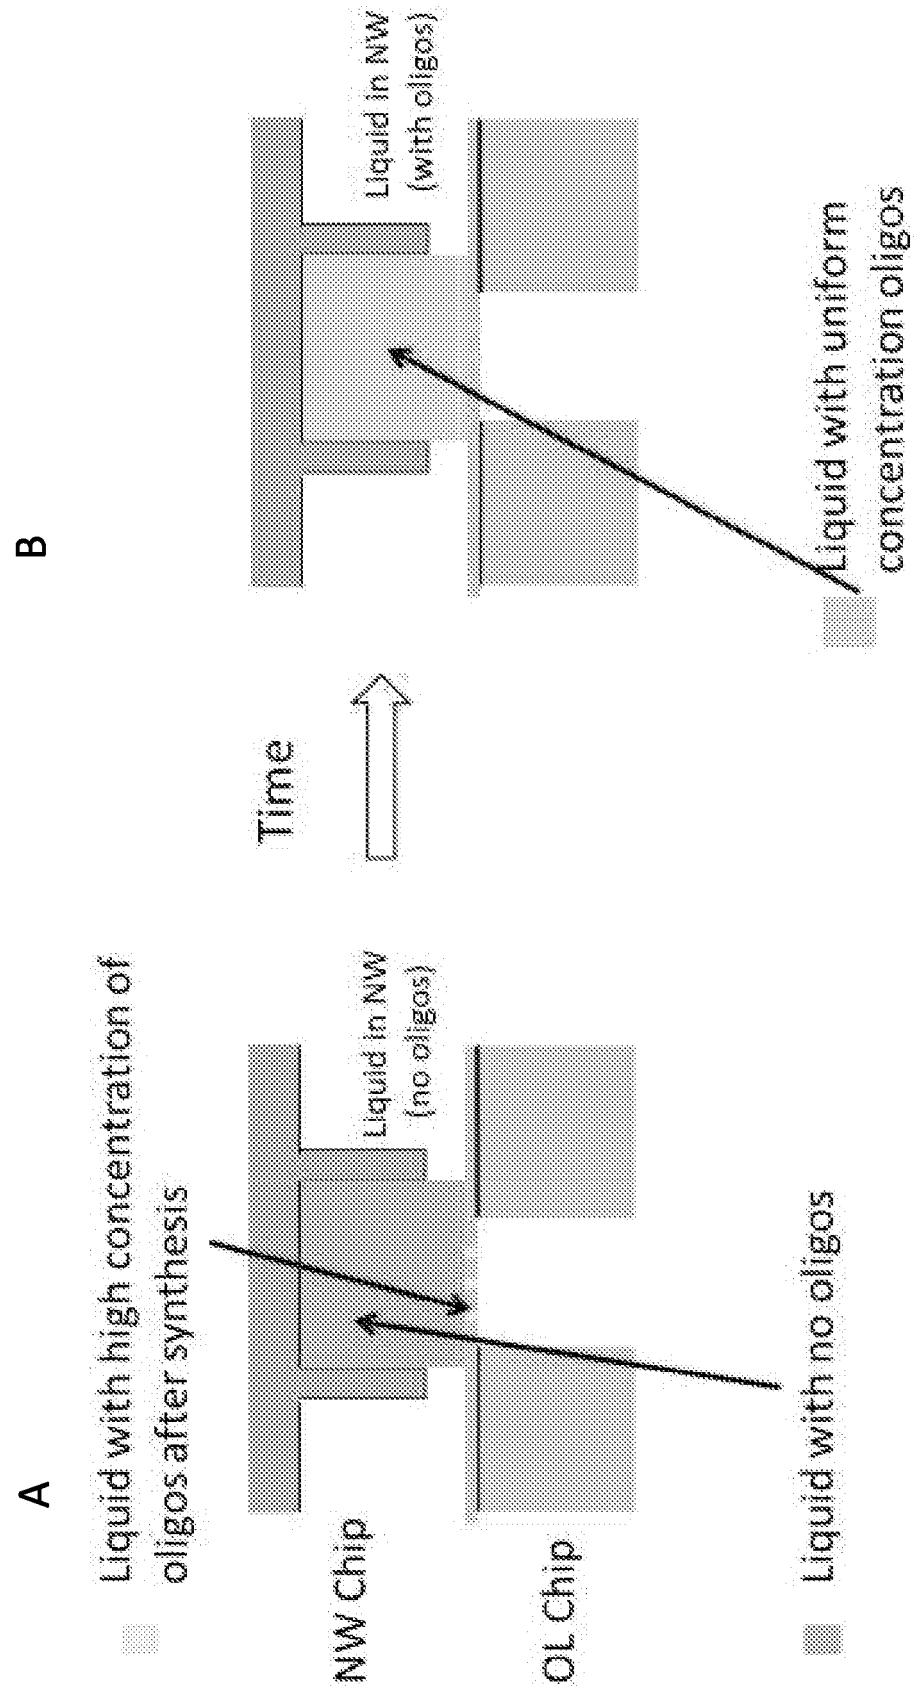 A
Liquid with high concentration of
oligos after synthesis
NW Chip
Liquid in NW
(no oligos)
OL Chip
Liquid with no oligos
Time
B
Liquid in NW
(with oligos)
Liquid with uniform
concentration oligos